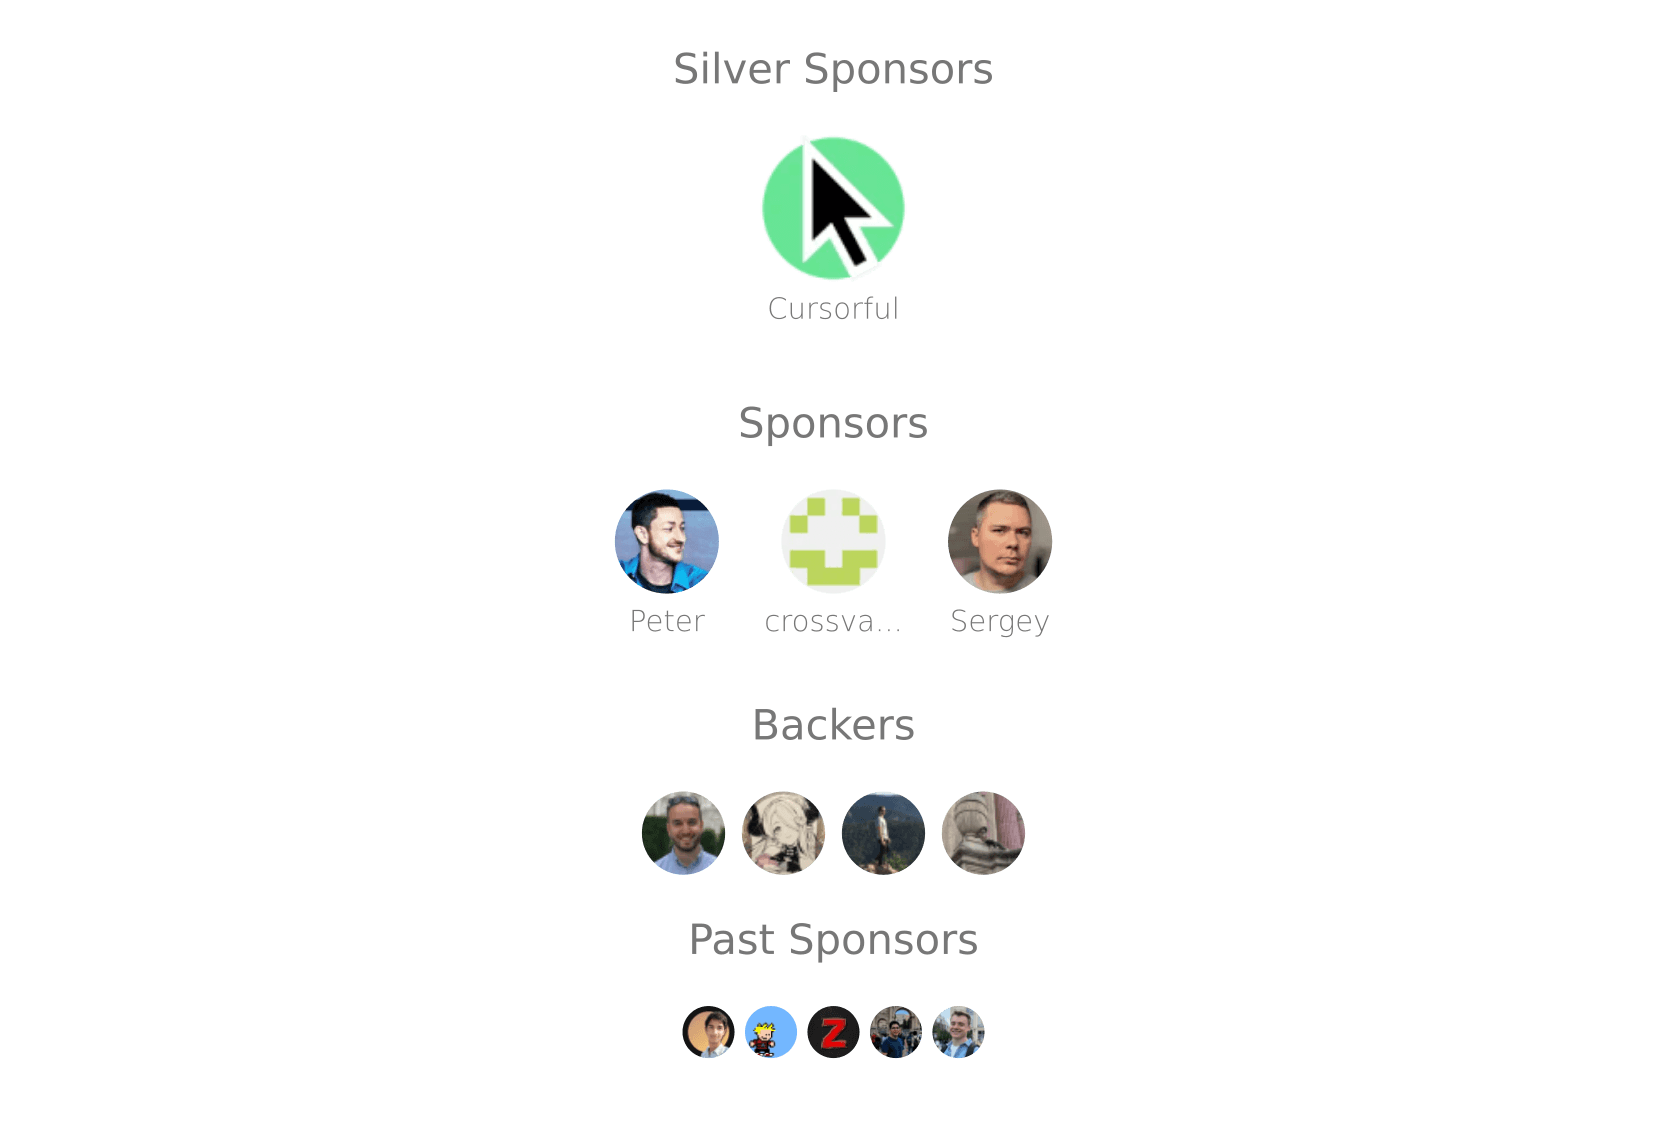 Silver Sponsors
Cursorful
Sponsors
Peter crossva... Sergey
Backers
Past Sponsors
Z